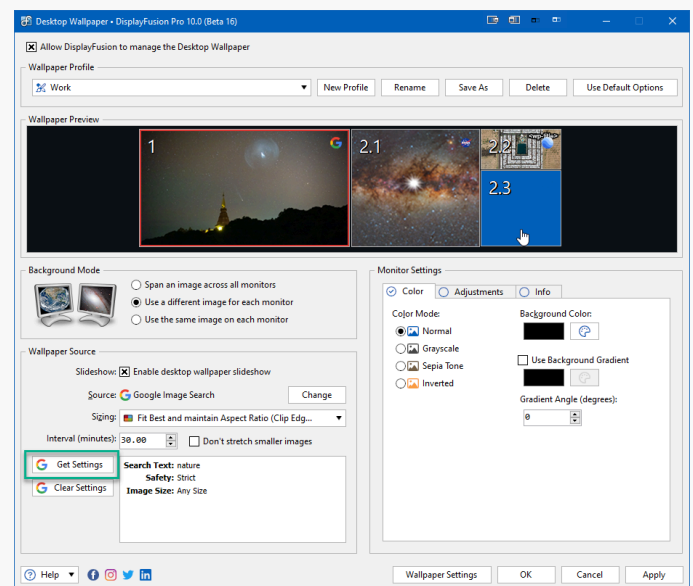 Desktop Wallpaper • DisplayFusion Pro 10.0 (Beta 16)
Allow DisplayFusion to manage the Desktop Wallpaper
Wallpaper Profile
Work
New Profile
Rename
Save As
Delete
Use Default Options
Wallpaper Preview
1
2.1
2.2
2.3
Background Mode
Span an image across all monitors
Use a different image for each monitor
Use the same image on each monitor
Wallpaper Source
Slideshow: Enable desktop wallpaper slideshow
Source: Google Image Search
Change
Sizing: Fit Best and maintain Aspect Ratio (Clip Edg...
Interval (minutes): 30.00 Don't stretch smaller images
Get Settings
Clear Settings
Search Text: nature
Safety: Strict
Image Size: Any Size
Monitor Settings
Color
Adjustments
Info
Color Mode:
Normal
Grayscale
Sepia Tone
Inverted
Background Color:
Use Background Gradient
Gradient Angle (degrees):
0
Help
Wallpaper Settings
OK
Cancel
Apply